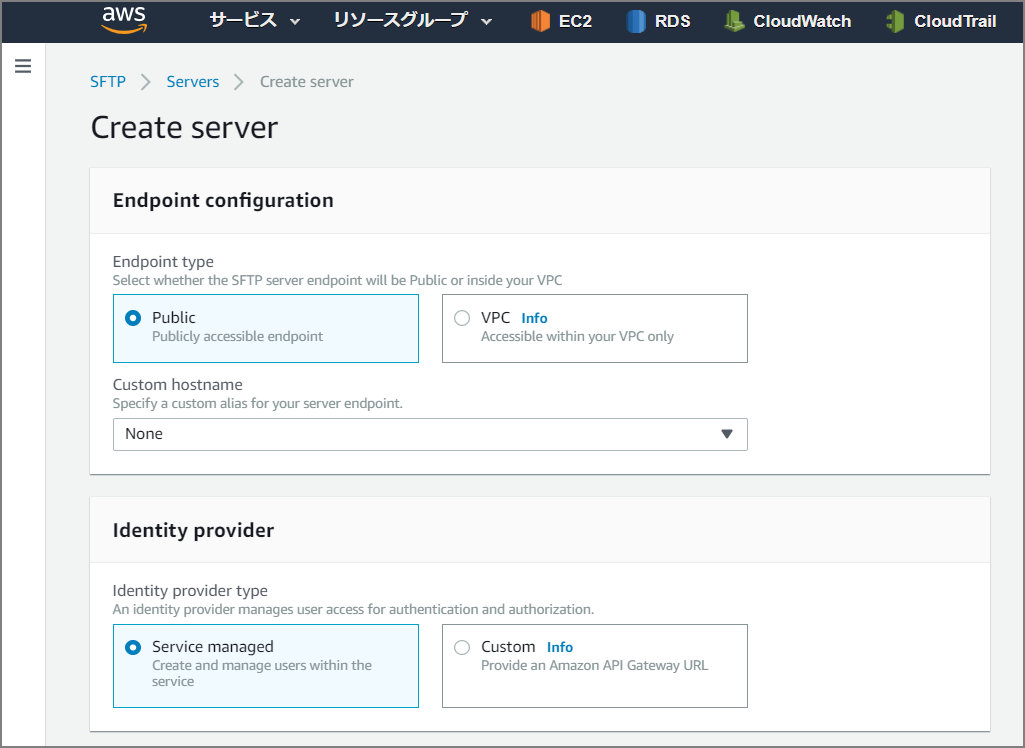 aws サービス リソースグループ EC2 RDS CloudWatch CloudTrail
SFTP Servers Create server
Create server
Endpoint configuration
Endpoint type
Select whether the SFTP server endpoint will be Public or inside your VPC
Public
Publicly accessible endpoint
VPC Info
Accessible within your VPC only
Custom hostname
Specify a custom alias for your server endpoint.
None
Identity provider
Identity provider type
An identity provider manages user access for authentication and authorization.
Service managed
Create and manage users within the
service
Custom Info
Provide an Amazon API Gateway URL